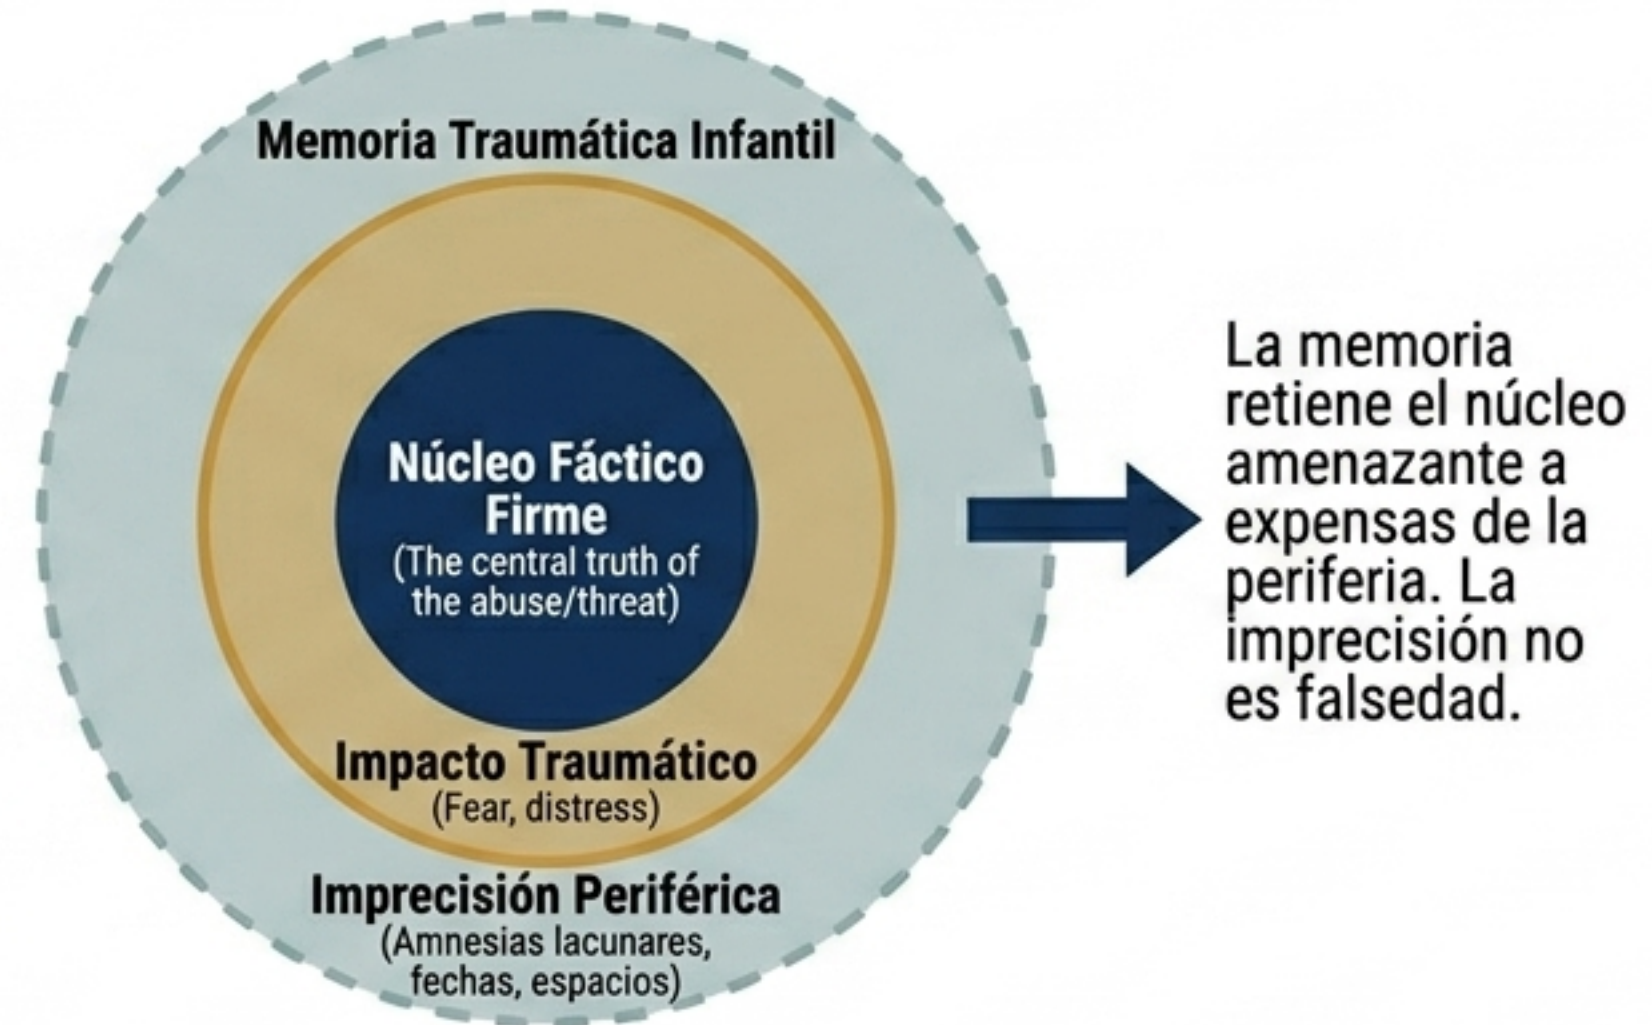 Memoria Traumática Infantil
Núcleo Fáctico
Firme
(The central truth of
the abuse/threat)
Impacto Traumático
(Fear, distress)
Imprecisión Periférica
(Amnesias lacunares,
fechas, espacios)
La memoria
retiene el núcleo
amenazante a
expensas de la
periferia. La
imprecisión no
es falsedad.